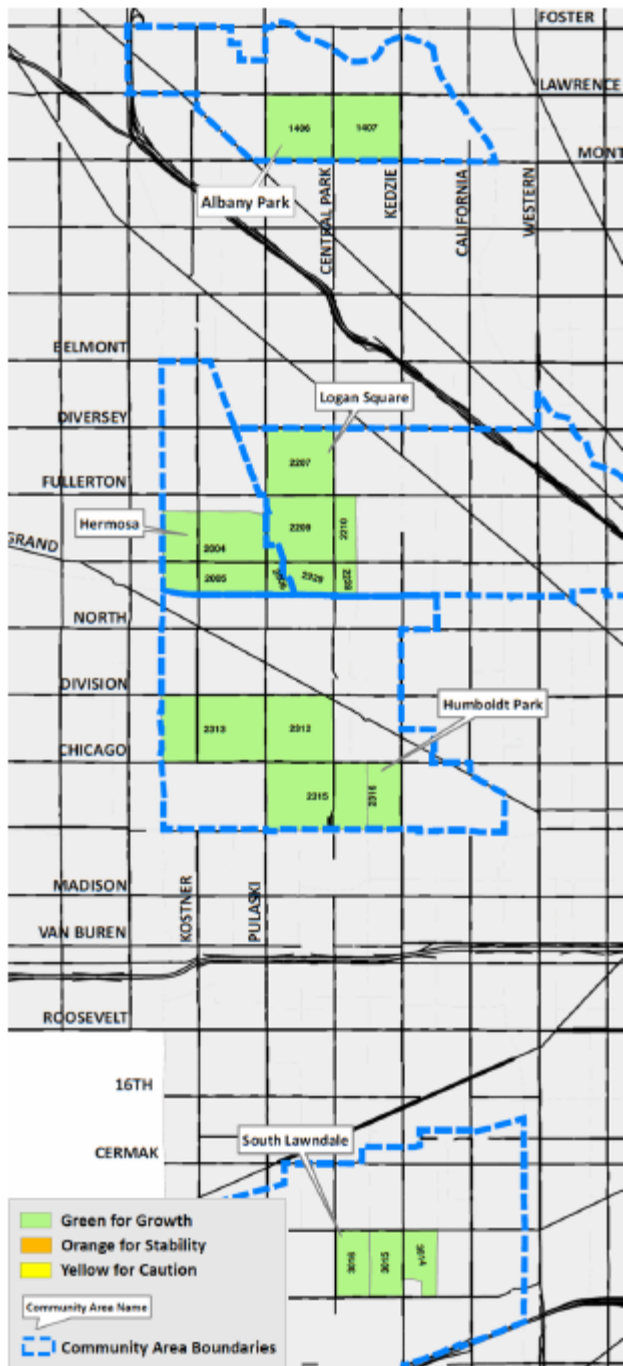 FOSTER
LAWRENCE
1406
1407
MONT
Albany Park
CENTRAL PARK
KEDZIE
CALIFORNIA
WESTERN
BELMONT
Logan Square
DIVERSEY
2207
FULLERTON
Hermosa
2209
2210
GRAND
2004
2005
2229
2228
NORTH
DIVISION
Humboldt Park
2313
2312
CHICAGO
2315
2316
MADISON
KOSTNER
PULASKI
VAN BUREN
ROOSEVELT
16TH
South Lawndale
CERMAK
3016
3015
3014
Green for Growth
Orange for Stability
Yellow for Caution
Community Area Name
Community Area Boundaries